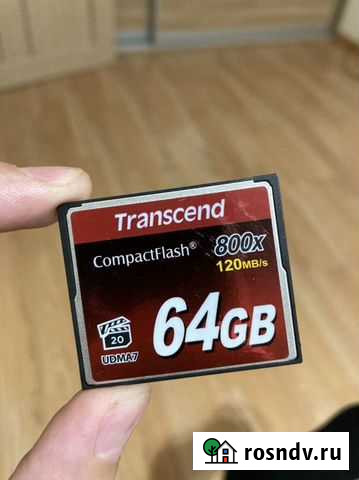 Transcend
CompactFlash® 800x
120MB/s
20
UDMA7
64GB
rosndv.ru